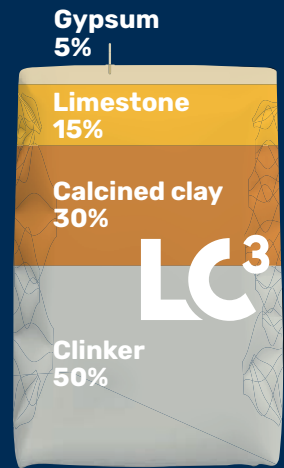 Gypsum
5%
Limestone
15%
Calcined clay
30%
LC³
Clinker
50%